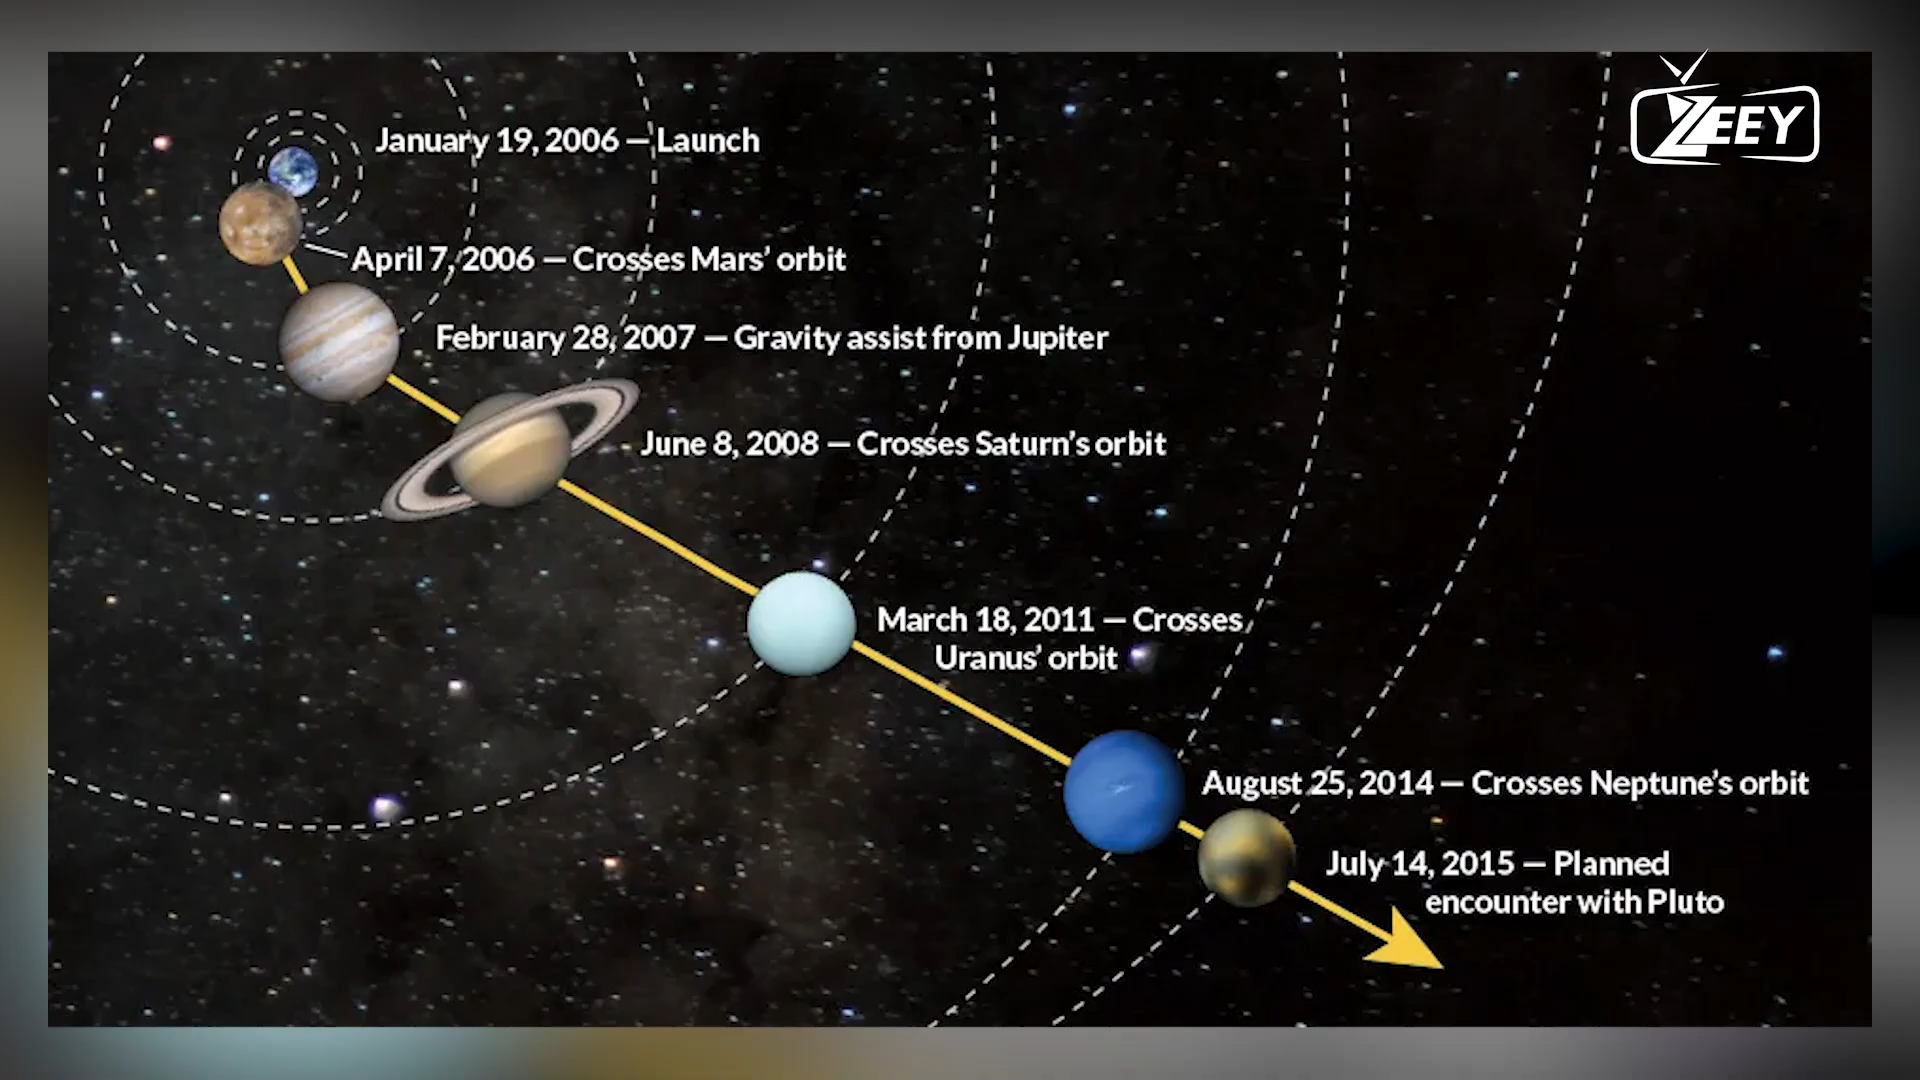 ZEEY
January 19, 2006 — Launch
April 7, 2006 — Crosses Mars’ orbit
February 28, 2007 — Gravity assist from Jupiter
June 8, 2008 — Crosses Saturn’s orbit
March 18, 2011 — Crosses
Uranus’ orbit
August 25, 2014 — Crosses Neptune’s orbit
July 14, 2015 — Planned
encounter with Pluto